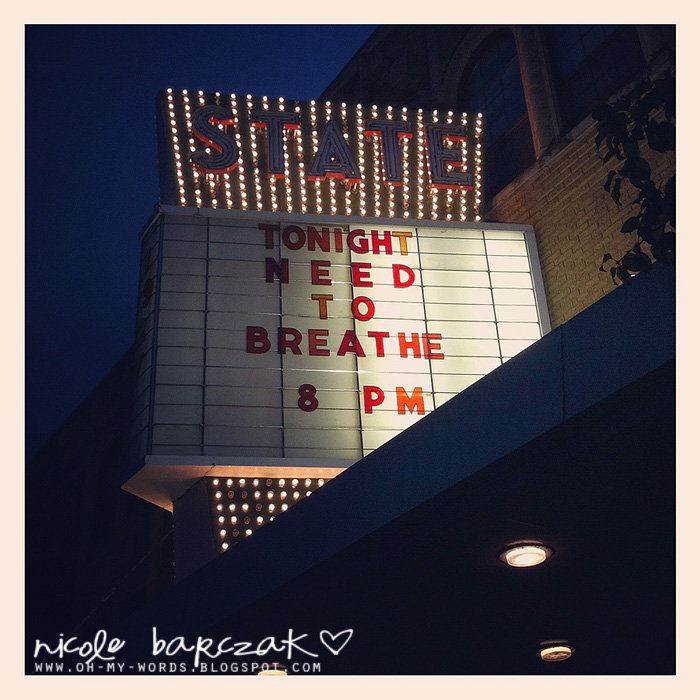 STATE
TONIGHT
NEED
TO
BREATHE
8 PM
nicole barczak♡
WWW.OH-MY-WORDS.BLOGSPOT.COM